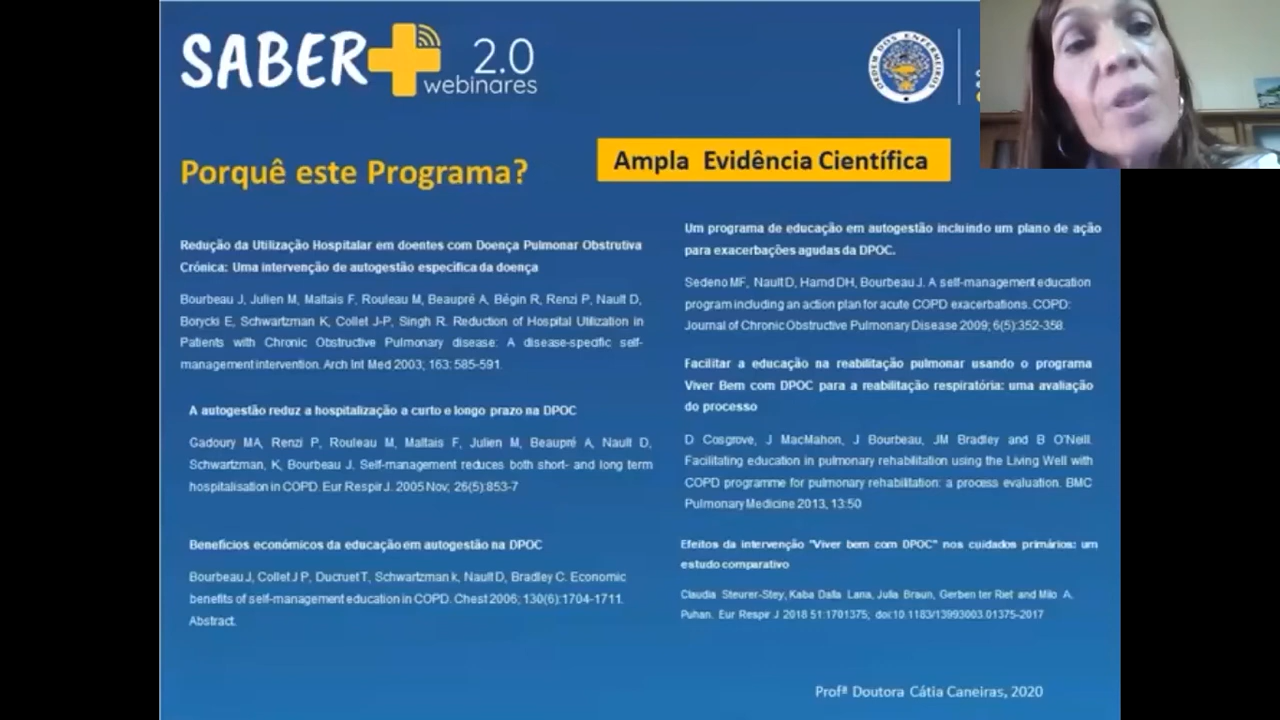 SABER+
2.0
webinares
ORDEM DOS ENFERMEIROS
Porquê este Programa?
Ampla Evidência Científica
Redução da Utilização Hospitalar em doentes com Doença Pulmonar Obstrutiva
Crónica: Uma intervenção de autogestão especifica da doença
Bourbeau J, Julien M, Maltais F, Rouleau M, Beaupré A, Bégin R, Renzi P, Nault D,
Borycki E, Schwartzman K, Collet J-P, Singh R. Reduction of Hospital Utilization in
Patients with Chronic Obstructive Pulmonary disease: A disease-specific self-
management intervention. Arch Int Med 2003; 163: 585-591.
A autogestão reduz a hospitalização a curto e longo prazo na DPOC
Gadoury MA, Renzi P, Rouleau M, Maltais F, Julien M, Beaupré A, Nault D,
Schwartzman, K, Bourbeau J. Self-management reduces both short- and long term
hospitalisation in COPD. Eur Respir J. 2005 Nov; 26(5):853-7
Beneficios económicos da educação em autogestão na DPOC
Bourbeau J, Collet J P, Ducruet T, Schwartzman k, Nault D, Bradley C. Economic
benefits of self-management education in COPD. Chest 2006; 130(6):1704-1711.
Abstract.
Um programa de educação em autogestão incluindo um plano de ação
para exacerbações agudas da DPOC.
Sedeno MF, Nault D, Hamd DH, Bourbeau J. A self-management education
program including an action plan for acute COPD exacerbations. COPD:
Journal of Chronic Obstructive Pulmonary Disease 2009; 6(5):352-358.
Facilitar a educação na reabilitação pulmonar usando o programa
Viver Bem com DPOC para a reabilitação respiratória: uma avaliação
do processo
D Cosgrove, J MacMahon, J Bourbeau, JM Bradley and B O'Neill.
Facilitating education in pulmonary rehabilitation using the Living Well with
COPD programme for pulmonary rehabilitation: a process evaluation. BMC
Pulmonary Medicine 2013, 13:50
Efeitos da intervenção "Viver bem com DPOC" nos cuidados primários: um
estudo comparativo
Claudia Steurer-Stey, Kaba Dalla Lana, Julia Braun, Gerben ter Riet and Milo A.
Puhan. Eur Respir J 2018 51:1701375; doi:10.1183/13993003.01375-2017
Profª Doutora Cátia Caneiras, 2020